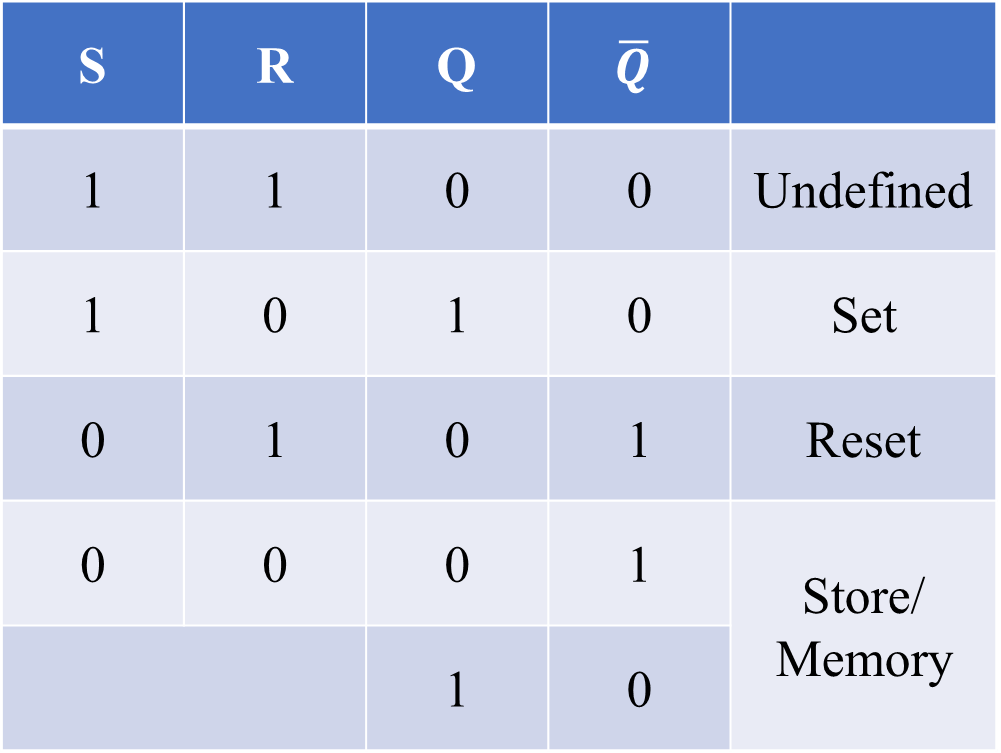 S R Q Q̅
1 1 0 0 Undefined
1 0 1 0 Set
0 1 0 1 Reset
0 0 0 1 Store/
Memory
1 0